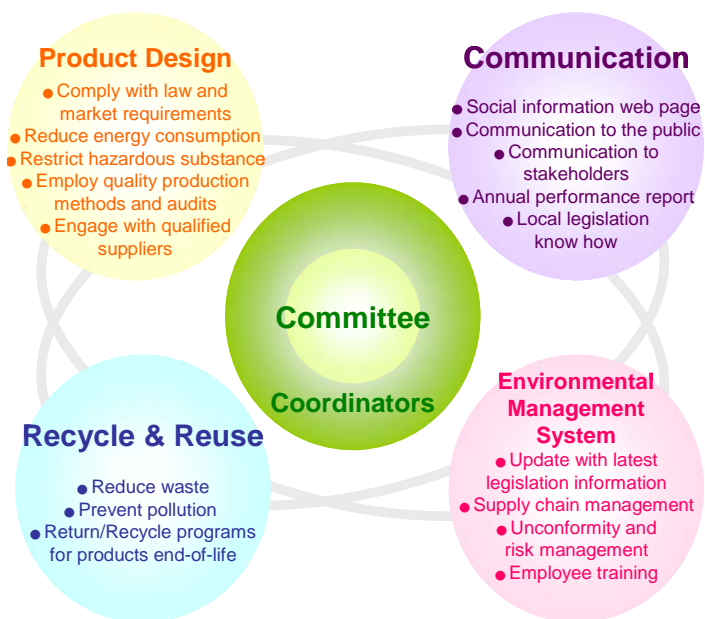 Product Design
● Comply with law and
market requirements
● Reduce energy consumption
● Restrict hazardous substance
● Employ quality production
methods and audits
● Engage with qualified
suppliers
Communication
● Social information web page
● Communication to the public
● Communication to
stakeholders
● Annual performance report
● Local legislation
know how
Committee
Coordinators
Recycle & Reuse
● Reduce waste
● Prevent pollution
● Return/Recycle programs
for products end-of-life
Environmental
Management
System
● Update with latest
legislation information
● Supply chain management
● Unconformity and
risk management
● Employee training